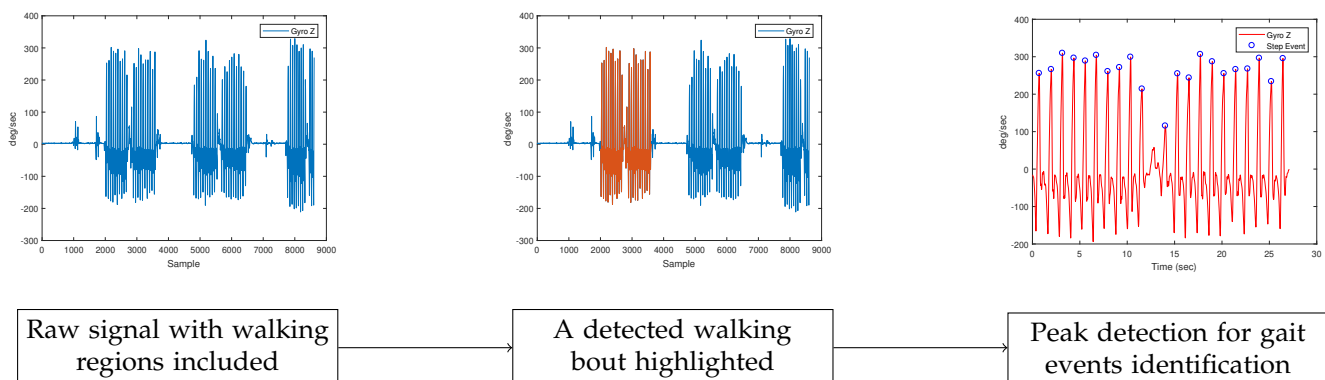 400
300
200
100
0
-100
-200
-300
deg/sec
0 1000 2000 3000 4000 5000 6000 7000 8000 9000
Sample
Gyro Z
400
300
200
100
0
-100
-200
-300
deg/sec
0 1000 2000 3000 4000 5000 6000 7000 8000 9000
Sample
Gyro Z
400
300
200
100
0
-100
-200
deg/sec
0 5 10 15 20 25 30
Time (sec)
Gyro Z
Step Event
Raw signal with walking
regions included
A detected walking
bout highlighted
Peak detection for gait
events identification